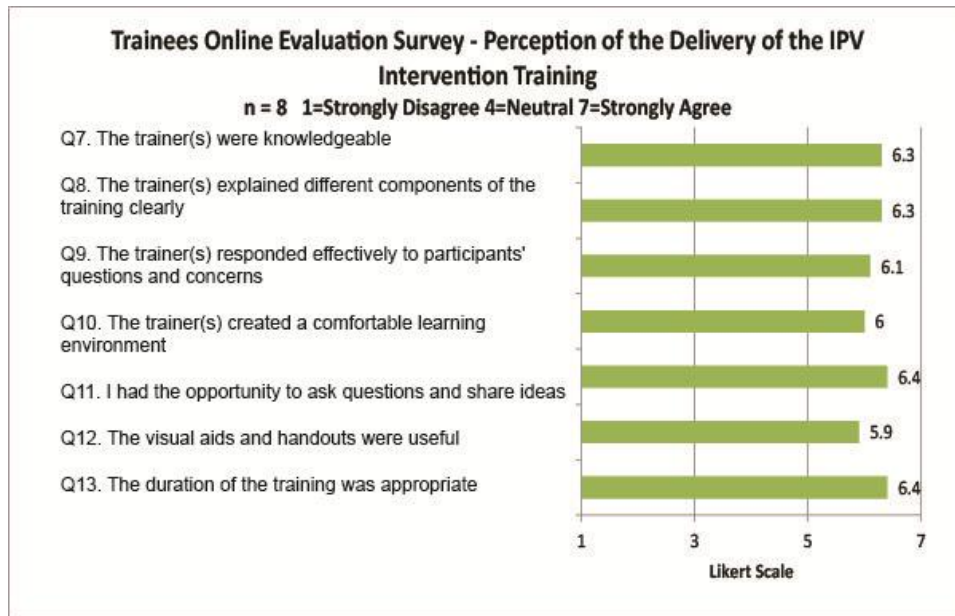 Trainees Online Evaluation Survey - Perception of the Delivery of the IPV
Intervention Training
n = 8 1=Strongly Disagree 4=Neutral 7=Strongly Agree
Q7. The trainer(s) were knowledgeable
6.3
Q8. The trainer(s) explained different components of the
training clearly
6.3
Q9. The trainer(s) responded effectively to participants'
questions and concerns
6.1
Q10. The trainer(s) created a comfortable learning
environment
6
Q11. I had the opportunity to ask questions and share ideas
6.4
Q12. The visual aids and handouts were useful
5.9
Q13. The duration of the training was appropriate
6.4
1 3 5 7
Likert Scale